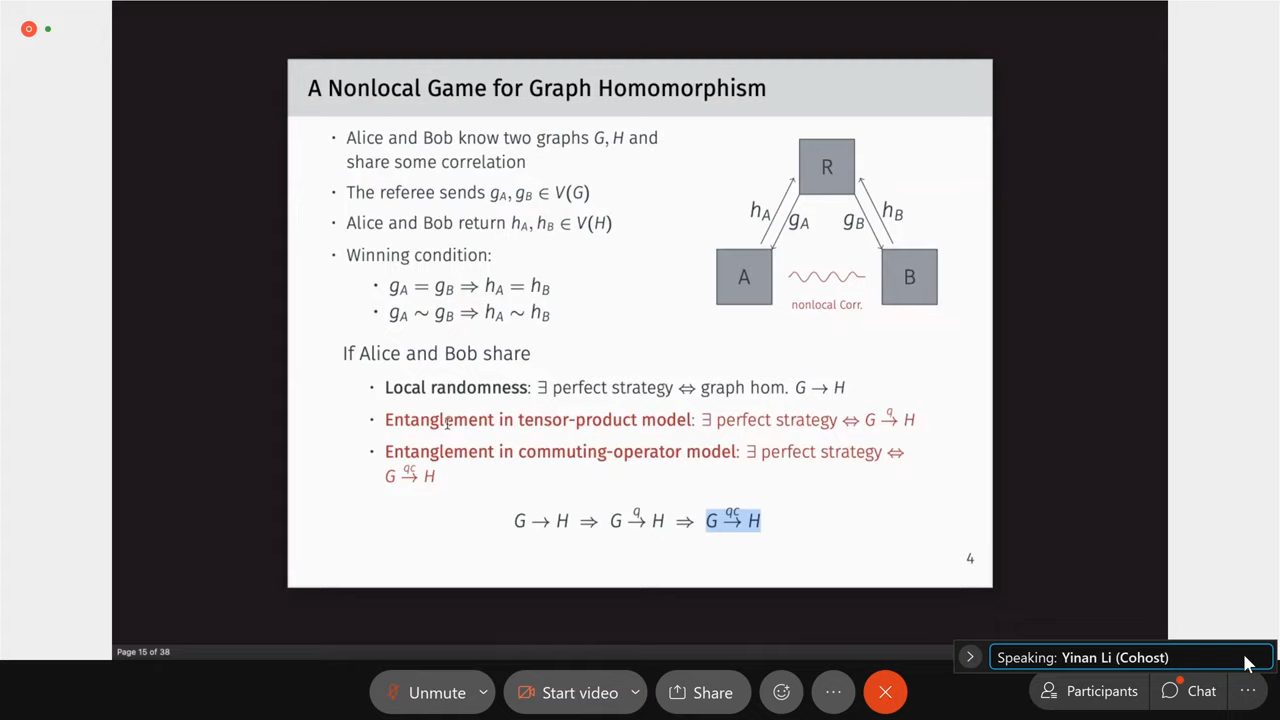 A Nonlocal Game for Graph Homomorphism
· Alice and Bob know two graphs G, H and
share some correlation
· The referee sends g_A, g_B ∈ V(G)
· Alice and Bob return h_A, h_B ∈ V(H)
· Winning condition:
· g_A = g_B ⇒ h_A = h_B
· g_A ∼ g_B ⇒ h_A ∼ h_B
R
h_A
g_A
g_B
h_B
A
B
nonlocal Corr.
If Alice and Bob share
· Local randomness: ∃ perfect strategy ⇔ graph hom. G → H
· Entanglement in tensor-product model: ∃ perfect strategy ⇔ G →^q H
· Entanglement in commuting-operator model: ∃ perfect strategy ⇔
G →^qc H
G → H ⇒ G →^q H ⇒ G →^qc H
4
Page 15 of 38
Speaking: Yinan Li (Cohost)
Unmute
Start video
Share
Participants
Chat